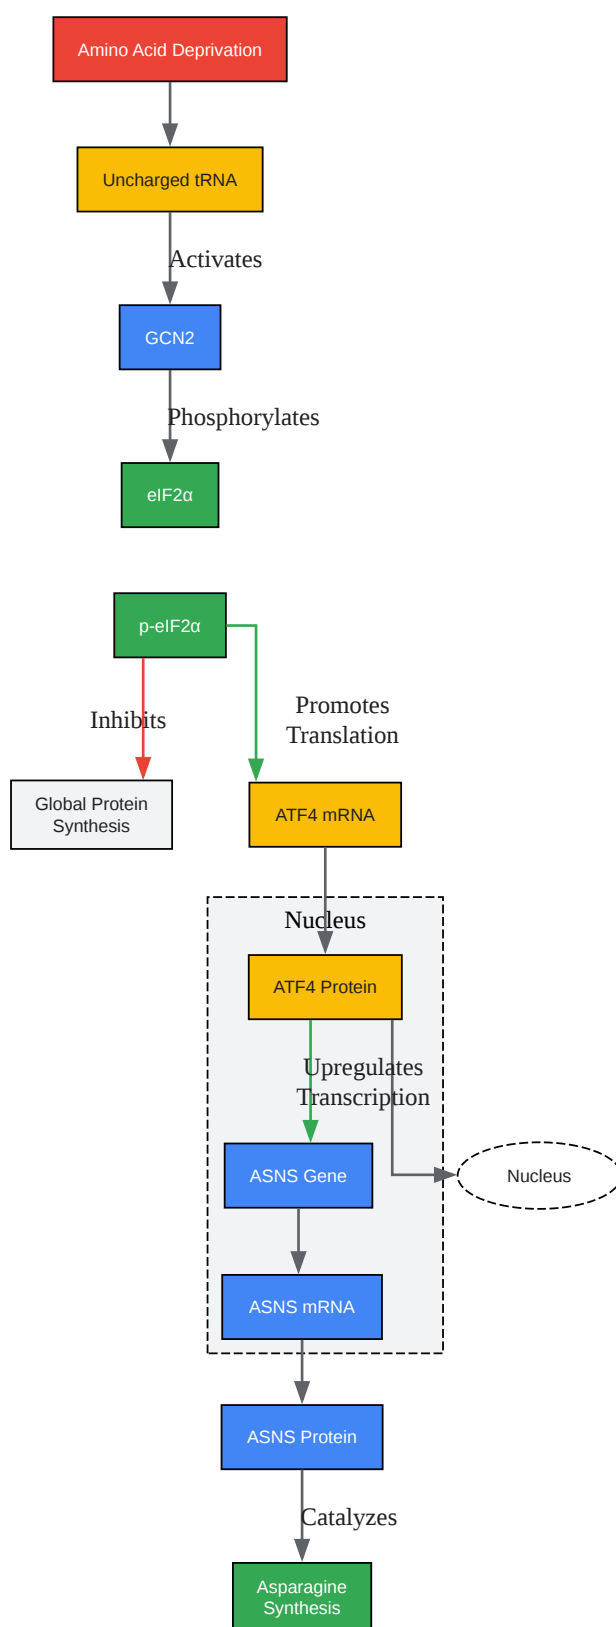 Amino Acid Deprivation
Uncharged tRNA
Activates
GCN2
Phosphorylates
eIF2α
p-eIF2α
Inhibits
Promotes
Translation
Global Protein
Synthesis
ATF4 mRNA
Nucleus
ATF4 Protein
Upregulates
Transcription
ASNS Gene
Nucleus
ASNS mRNA
ASNS Protein
Catalyzes
Asparagine
Synthesis